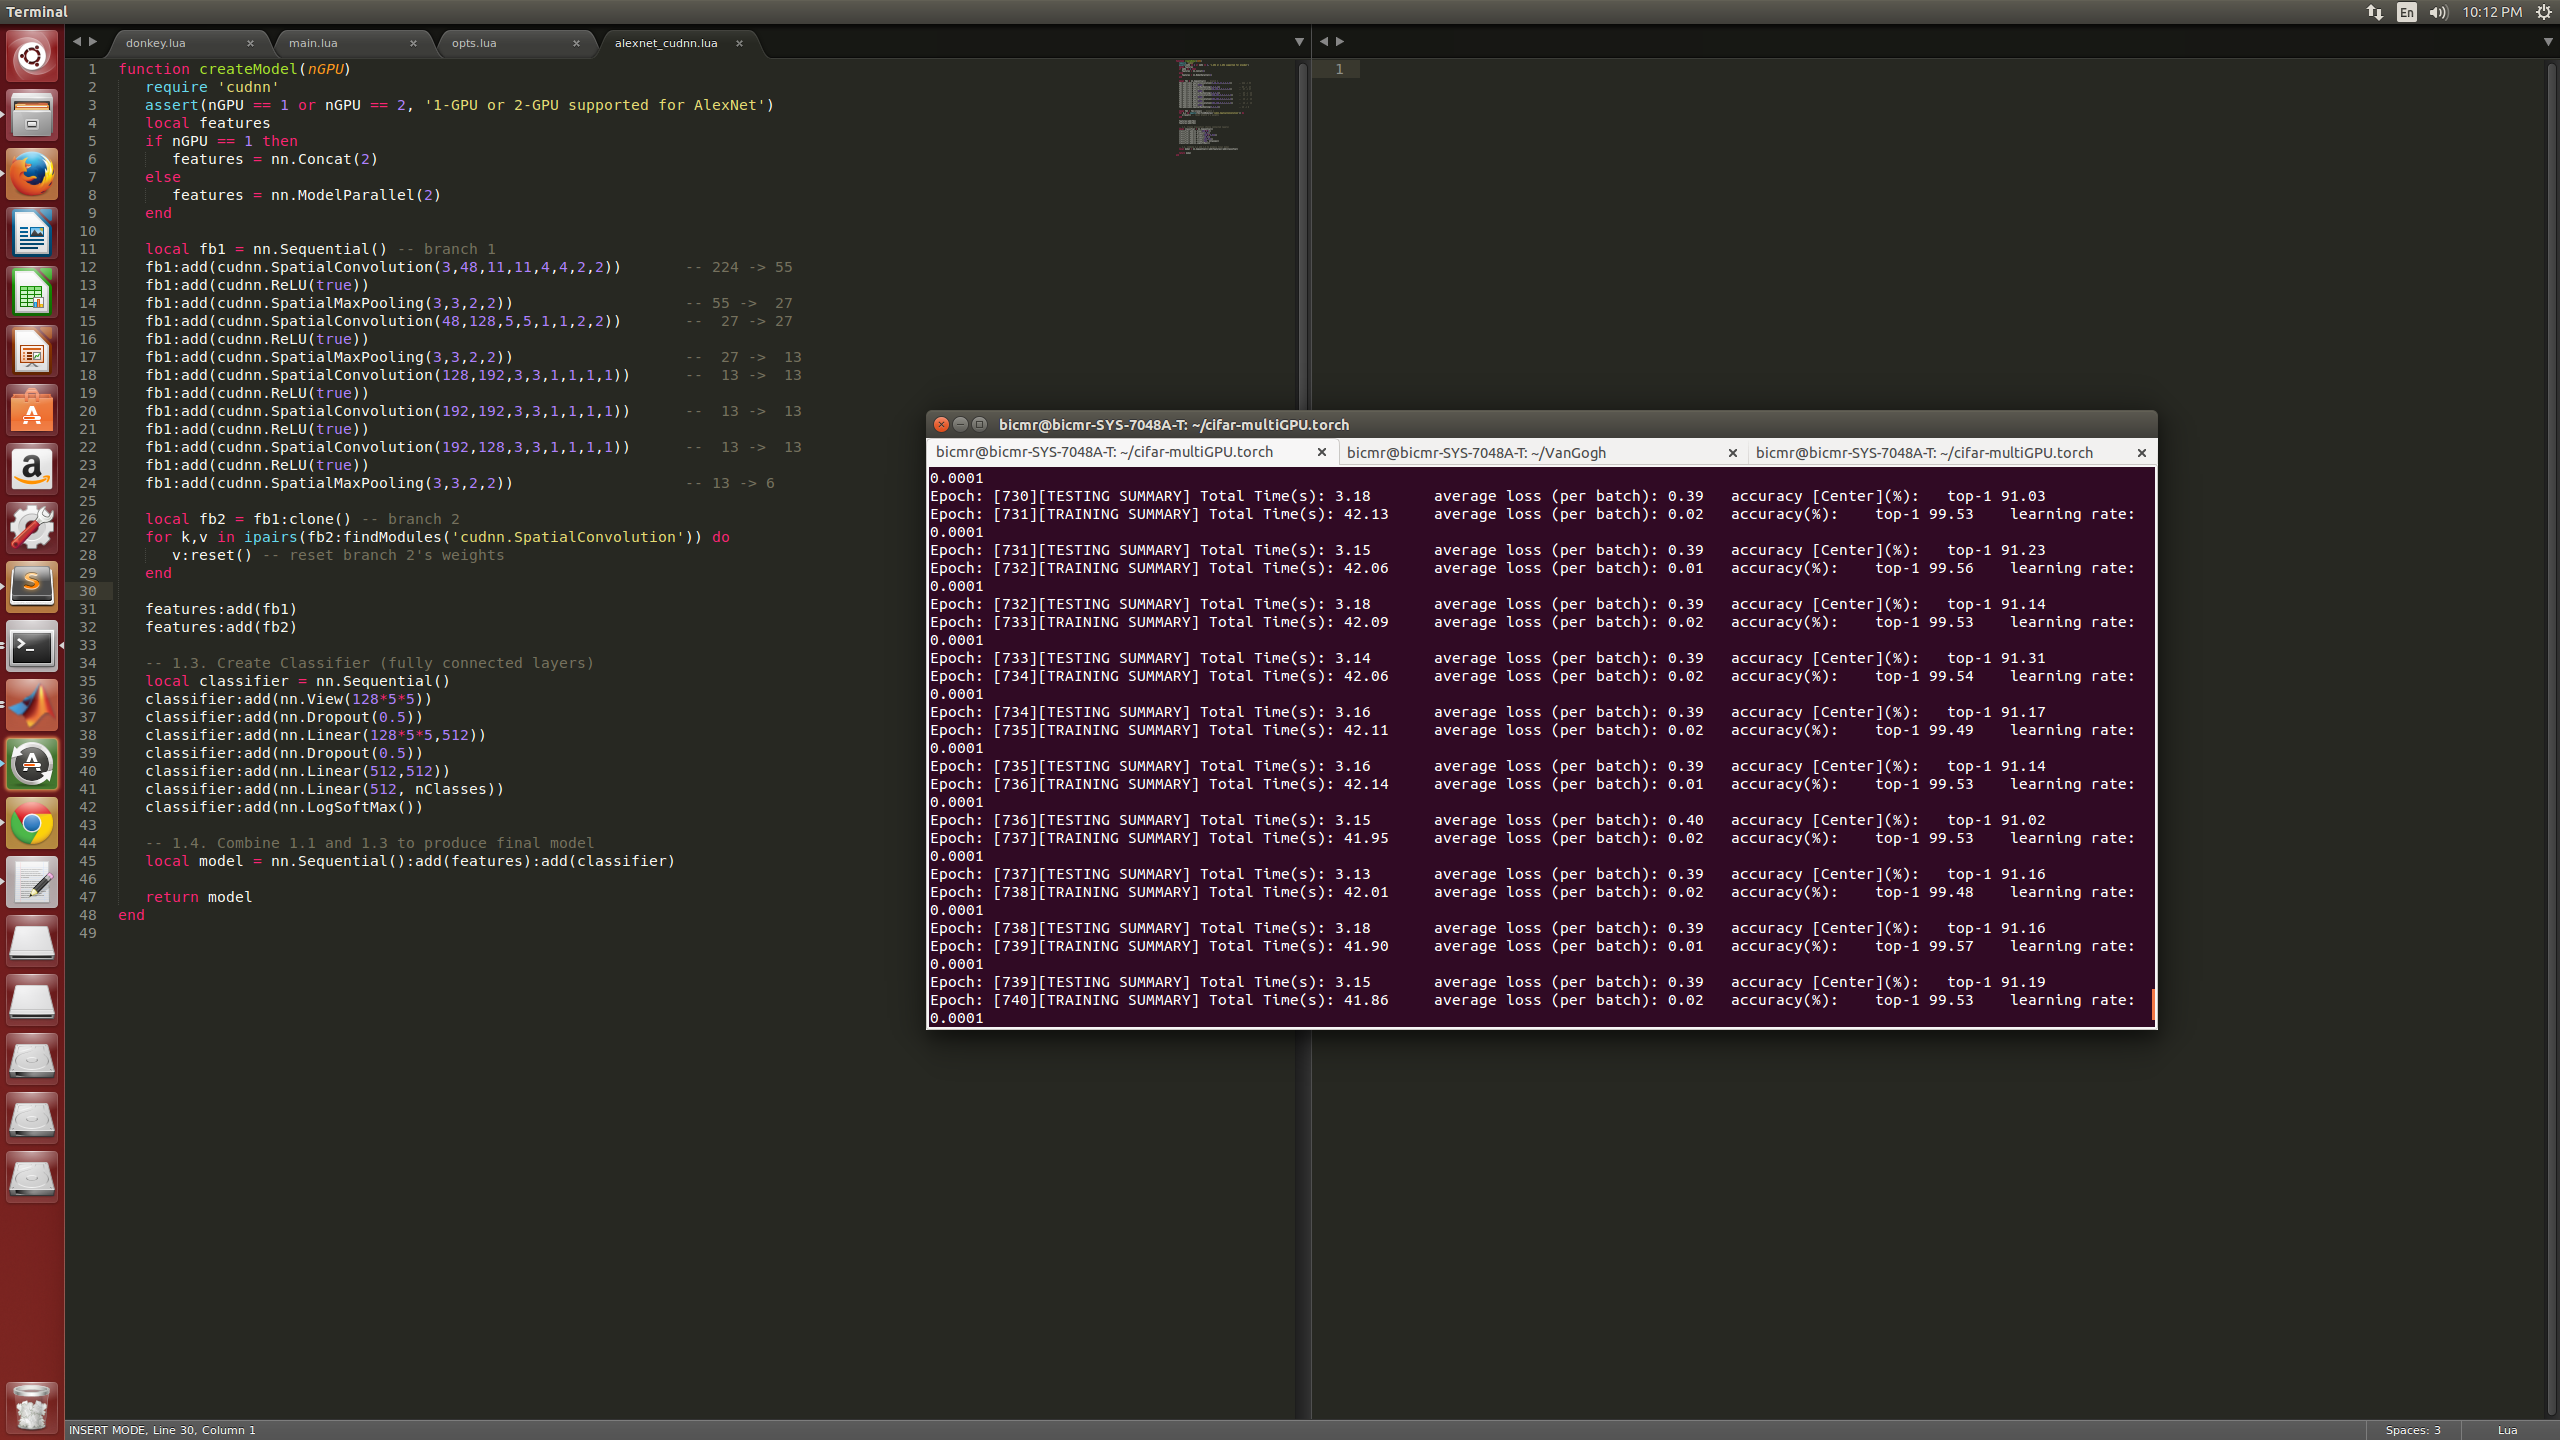 Terminal
En
10:12 PM
donkey.lua
main.lua
opts.lua
alexnet_cudnn.lua
1 function createModel(nGPU)
2 require 'cudnn'
3 assert(nGPU == 1 or nGPU == 2, '1-GPU or 2-GPU supported for AlexNet')
4 local features
5 if nGPU == 1 then
6 features = nn.Concat(2)
7 else
8 features = nn.ModelParallel(2)
9 end
10
11 local fb1 = nn.Sequential() -- branch 1
12 fb1:add(cudnn.SpatialConvolution(3,48,11,11,4,4,2,2)) -- 224 -> 55
13 fb1:add(cudnn.ReLU(true))
14 fb1:add(cudnn.SpatialMaxPooling(3,3,2,2)) -- 55 -> 27
15 fb1:add(cudnn.SpatialConvolution(48,128,5,5,1,1,2,2)) -- 27 -> 27
16 fb1:add(cudnn.ReLU(true))
17 fb1:add(cudnn.SpatialMaxPooling(3,3,2,2)) -- 27 -> 13
18 fb1:add(cudnn.SpatialConvolution(128,192,3,3,1,1,1,1)) -- 13 -> 13
19 fb1:add(cudnn.ReLU(true))
20 fb1:add(cudnn.SpatialConvolution(192,192,3,3,1,1,1,1)) -- 13 -> 13
21 fb1:add(cudnn.ReLU(true))
22 fb1:add(cudnn.SpatialConvolution(192,128,3,3,1,1,1,1)) -- 13 -> 13
23 fb1:add(cudnn.ReLU(true))
24 fb1:add(cudnn.SpatialMaxPooling(3,3,2,2)) -- 13 -> 6
25
26 local fb2 = fb1:clone() -- branch 2
27 for k,v in ipairs(fb2:findModules('cudnn.SpatialConvolution')) do
28 v:reset() -- reset branch 2's weights
29 end
30
31 features:add(fb1)
32 features:add(fb2)
33
34 -- 1.3. Create Classifier (fully connected layers)
35 local classifier = nn.Sequential()
36 classifier:add(nn.View(128*5*5))
37 classifier:add(nn.Dropout(0.5))
38 classifier:add(nn.Linear(128*5*5,512))
39 classifier:add(nn.Dropout(0.5))
40 classifier:add(nn.Linear(512,512))
41 classifier:add(nn.Linear(512, nClasses))
42 classifier:add(nn.LogSoftMax())
43
44 -- 1.4. Combine 1.1 and 1.3 to produce final model
45 local model = nn.Sequential():add(features):add(classifier)
46
47 return model
48 end
49
1
bicmr@bicmr-SYS-7048A-T: ~/cifar-multiGPU.torch
bicmr@bicmr-SYS-7048A-T: ~/cifar-multiGPU.torch
bicmr@bicmr-SYS-7048A-T: ~/VanGogh
bicmr@bicmr-SYS-7048A-T: ~/cifar-multiGPU.torch
0.0001
Epoch: [730][TESTING SUMMARY] Total Time(s): 3.18 average loss (per batch): 0.39 accuracy [Center](%): top-1 91.03
Epoch: [731][TRAINING SUMMARY] Total Time(s): 42.13 average loss (per batch): 0.02 accuracy(%): top-1 99.53 learning rate:
0.0001
Epoch: [731][TESTING SUMMARY] Total Time(s): 3.15 average loss (per batch): 0.39 accuracy [Center](%): top-1 91.23
Epoch: [732][TRAINING SUMMARY] Total Time(s): 42.06 average loss (per batch): 0.01 accuracy(%): top-1 99.56 learning rate:
0.0001
Epoch: [732][TESTING SUMMARY] Total Time(s): 3.18 average loss (per batch): 0.39 accuracy [Center](%): top-1 91.14
Epoch: [733][TRAINING SUMMARY] Total Time(s): 42.09 average loss (per batch): 0.02 accuracy(%): top-1 99.53 learning rate:
0.0001
Epoch: [733][TESTING SUMMARY] Total Time(s): 3.14 average loss (per batch): 0.39 accuracy [Center](%): top-1 91.31
Epoch: [734][TRAINING SUMMARY] Total Time(s): 42.06 average loss (per batch): 0.02 accuracy(%): top-1 99.54 learning rate:
0.0001
Epoch: [734][TESTING SUMMARY] Total Time(s): 3.16 average loss (per batch): 0.39 accuracy [Center](%): top-1 91.17
Epoch: [735][TRAINING SUMMARY] Total Time(s): 42.11 average loss (per batch): 0.02 accuracy(%): top-1 99.49 learning rate:
0.0001
Epoch: [735][TESTING SUMMARY] Total Time(s): 3.16 average loss (per batch): 0.39 accuracy [Center](%): top-1 91.14
Epoch: [736][TRAINING SUMMARY] Total Time(s): 42.14 average loss (per batch): 0.01 accuracy(%): top-1 99.53 learning rate:
0.0001
Epoch: [736][TESTING SUMMARY] Total Time(s): 3.15 average loss (per batch): 0.40 accuracy [Center](%): top-1 91.02
Epoch: [737][TRAINING SUMMARY] Total Time(s): 41.95 average loss (per batch): 0.02 accuracy(%): top-1 99.53 learning rate:
0.0001
Epoch: [737][TESTING SUMMARY] Total Time(s): 3.13 average loss (per batch): 0.39 accuracy [Center](%): top-1 91.16
Epoch: [738][TRAINING SUMMARY] Total Time(s): 42.01 average loss (per batch): 0.02 accuracy(%): top-1 99.48 learning rate:
0.0001
Epoch: [738][TESTING SUMMARY] Total Time(s): 3.18 average loss (per batch): 0.39 accuracy [Center](%): top-1 91.16
Epoch: [739][TRAINING SUMMARY] Total Time(s): 41.90 average loss (per batch): 0.01 accuracy(%): top-1 99.57 learning rate:
0.0001
Epoch: [739][TESTING SUMMARY] Total Time(s): 3.15 average loss (per batch): 0.39 accuracy [Center](%): top-1 91.19
Epoch: [740][TRAINING SUMMARY] Total Time(s): 41.86 average loss (per batch): 0.02 accuracy(%): top-1 99.53 learning rate:
0.0001
INSERT MODE, Line 30, Column 1
Spaces: 3
Lua